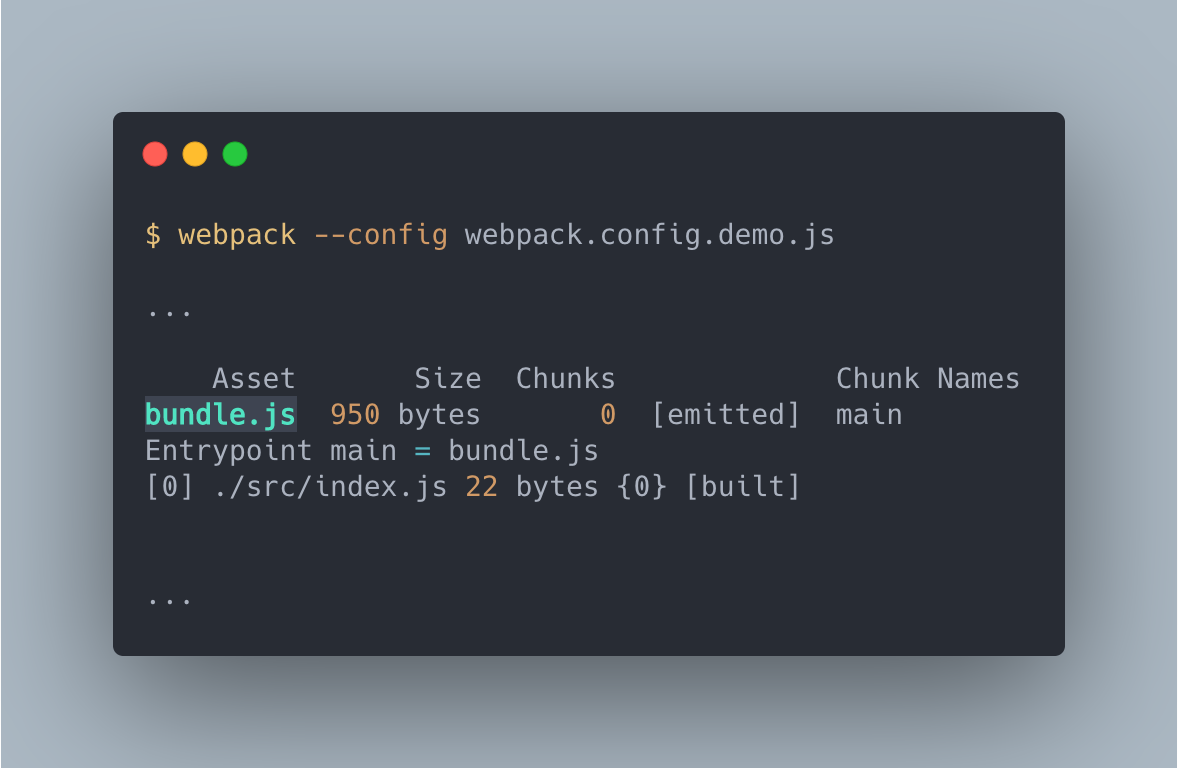 $ webpack --config webpack.config.demo.js
...
    Asset       Size  Chunks             Chunk Names
bundle.js  950 bytes       0  [emitted]  main
Entrypoint main = bundle.js
[0] ./src/index.js 22 bytes {0} [built]
...